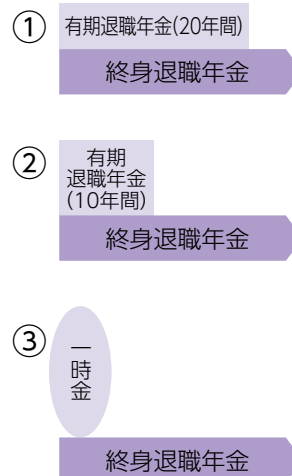 ① 有期退職年金(20年間)
終身退職年金
② 有期
退職年金
(10年間)
終身退職年金
③ 一時金
終身退職年金